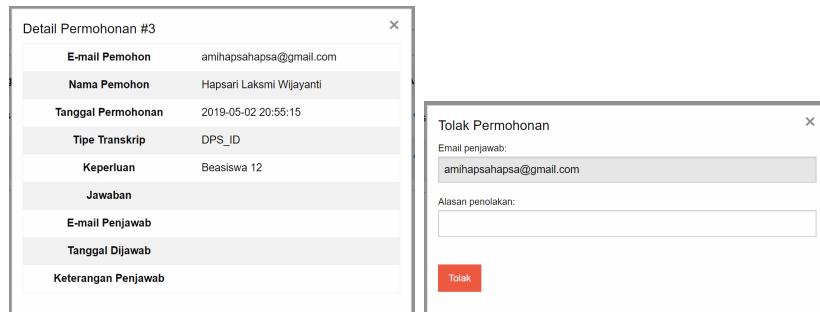 Detail Permohonan #3 ×
E-mail Pemohon amihapsahapsa@gmail.com
Nama Pemohon Hapsari Laksmi Wijayanti
Tanggal Permohonan 2019-05-02 20:55:15
Tipe Transkrip DPS_ID
Keperluan Beasiswa 12
Jawaban
E-mail Penjawab
Tanggal Dijawab
Keterangan Penjawab
Tolak Permohonan ×
Email penjawab:
amihapsahapsa@gmail.com
Alasan penolakan:
Tolak